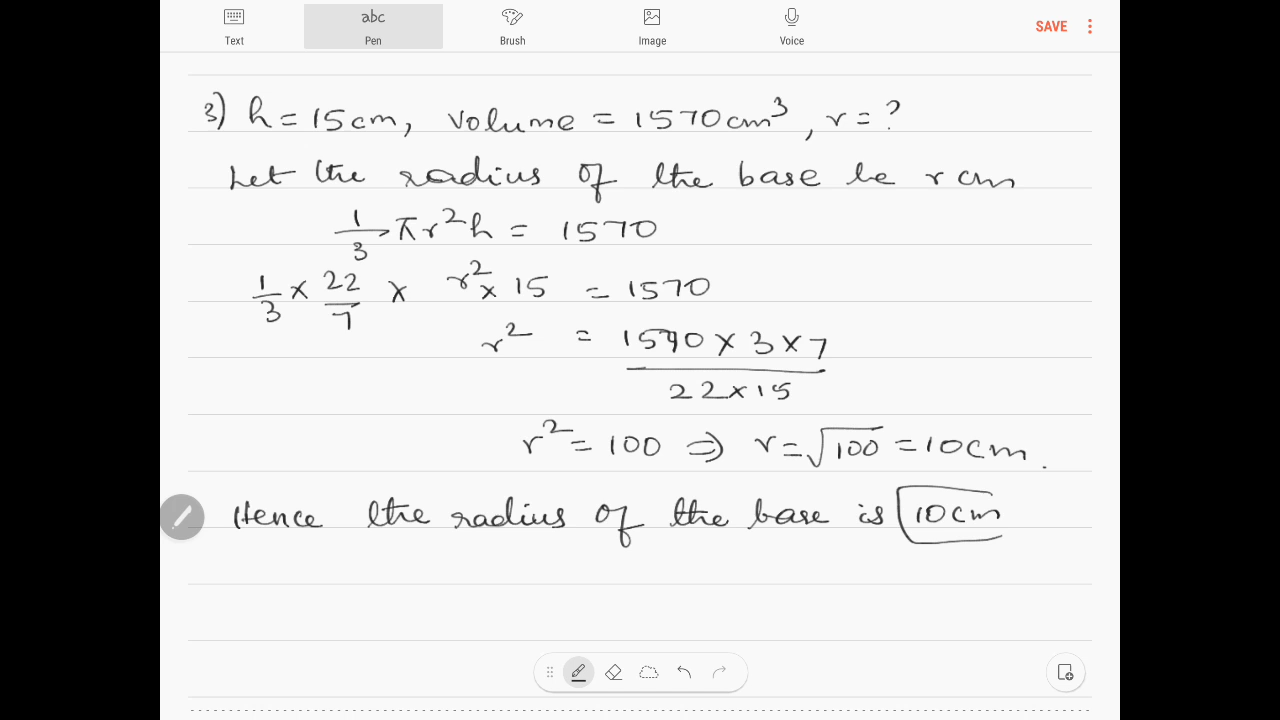 Text abc Pen Brush Image Voice SAVE
3) h = 15cm, volume = 1570cm³, r = ?
Let the radius of the base be r cm
1/3 πr²h = 1570
1/3 × 22/7 × r² × 15 = 1570
r² = 1570 × 3 × 7 / 22×15
r² = 100 ⇒ r = √100 = 10cm.
Hence the radius of the base is 10cm